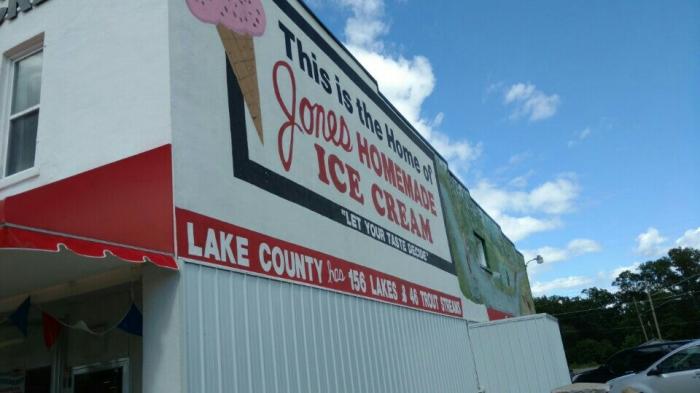 This is the Home of
Jones HOMEMADE
ICE CREAM
"LET YOUR TASTE DECIDE"
LAKE COUNTY has 156 LAKES & 46 TROUT STREAMS